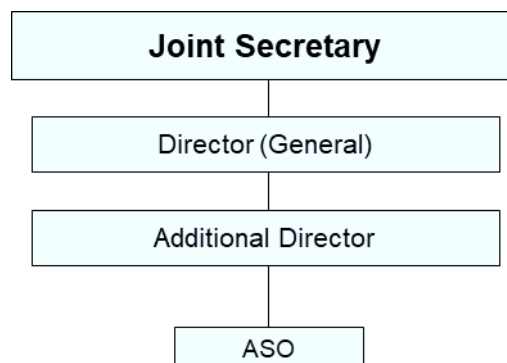 Joint Secretary
Director (General)
Additional Director
ASO